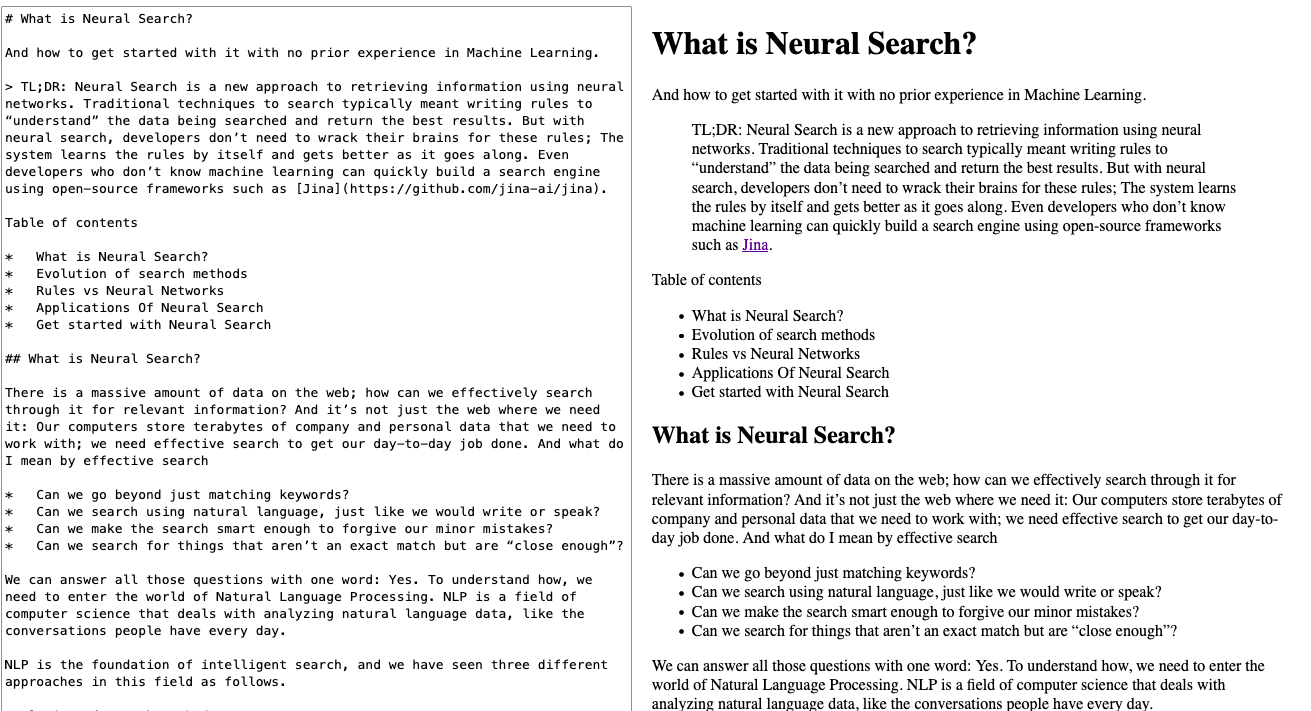 # What is Neural Search?
And how to get started with it with no prior experience in Machine Learning.
> TL;DR: Neural Search is a new approach to retrieving information using neural
networks. Traditional techniques to search typically meant writing rules to
“understand” the data being searched and return the best results. But with
neural search, developers don’t need to wrack their brains for these rules; The
system learns the rules by itself and gets better as it goes along. Even
developers who don’t know machine learning can quickly build a search engine
using open-source frameworks such as [Jina](https://github.com/jina-ai/jina).
Table of contents
*   What is Neural Search?
*   Evolution of search methods
*   Rules vs Neural Networks
*   Applications Of Neural Search
*   Get started with Neural Search
## What is Neural Search?
There is a massive amount of data on the web; how can we effectively search
through it for relevant information? And it’s not just the web where we need
it: Our computers store terabytes of company and personal data that we need to
work with; we need effective search to get our day-to-day job done. And what do
I mean by effective search
*   Can we go beyond just matching keywords?
*   Can we search using natural language, just like we would write or speak?
*   Can we make the search smart enough to forgive our minor mistakes?
*   Can we search for things that aren’t an exact match but are “close enough”?
We can answer all those questions with one word: Yes. To understand how, we
need to enter the world of Natural Language Processing. NLP is a field of
computer science that deals with analyzing natural language data, like the
conversations people have every day.
NLP is the foundation of intelligent search, and we have seen three different
approaches in this field as follows.
What is Neural Search?
And how to get started with it with no prior experience in Machine Learning.
TL;DR: Neural Search is a new approach to retrieving information using neural
networks. Traditional techniques to search typically meant writing rules to
“understand” the data being searched and return the best results. But with neural
search, developers don’t need to wrack their brains for these rules; The system learns
the rules by itself and gets better as it goes along. Even developers who don’t know
machine learning can quickly build a search engine using open-source frameworks
such as Jina.
Table of contents
• What is Neural Search?
• Evolution of search methods
• Rules vs Neural Networks
• Applications Of Neural Search
• Get started with Neural Search
What is Neural Search?
There is a massive amount of data on the web; how can we effectively search through it for
relevant information? And it’s not just the web where we need it: Our computers store terabytes of
company and personal data that we need to work with; we need effective search to get our day-to-
day job done. And what do I mean by effective search
• Can we go beyond just matching keywords?
• Can we search using natural language, just like we would write or speak?
• Can we make the search smart enough to forgive our minor mistakes?
• Can we search for things that aren’t an exact match but are “close enough”?
We can answer all those questions with one word: Yes. To understand how, we need to enter the
world of Natural Language Processing. NLP is a field of computer science that deals with
analyzing natural language data, like the conversations people have every day.